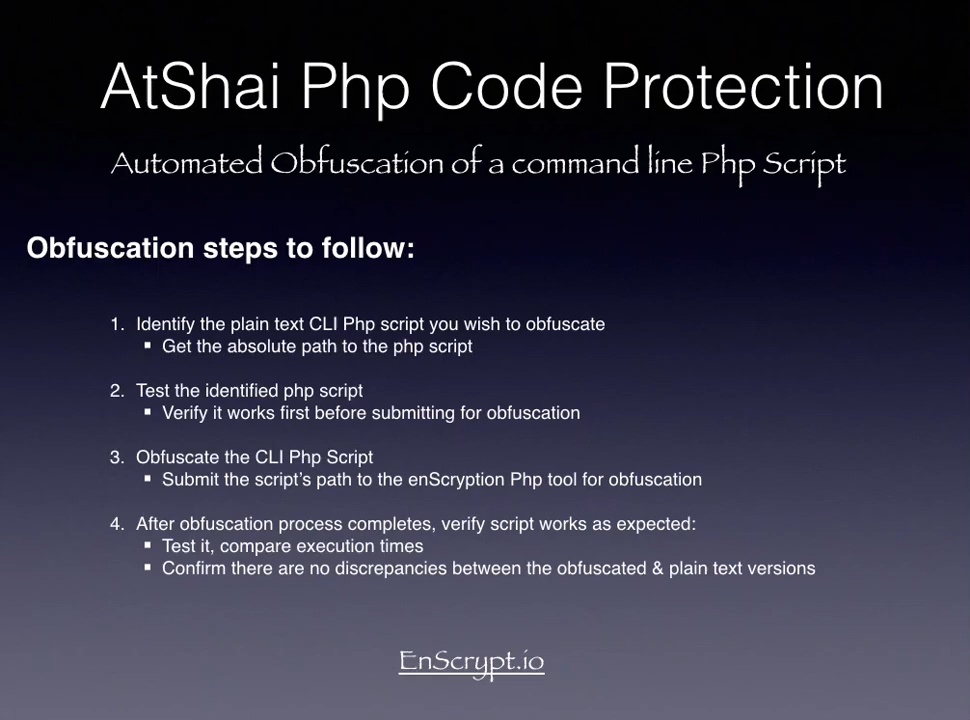 AtShai Php Code Protection
Automated Obfuscation of a command line Php Script
Obfuscation steps to follow:
1. Identify the plain text CLI Php script you wish to obfuscate
▪ Get the absolute path to the php script
2. Test the identified php script
▪ Verify it works first before submitting for obfuscation
3. Obfuscate the CLI Php Script
▪ Submit the script's path to the enScryption Php tool for obfuscation
4. After obfuscation process completes, verify script works as expected:
▪ Test it, compare execution times
▪ Confirm there are no discrepancies between the obfuscated & plain text versions
EnScrypt.io